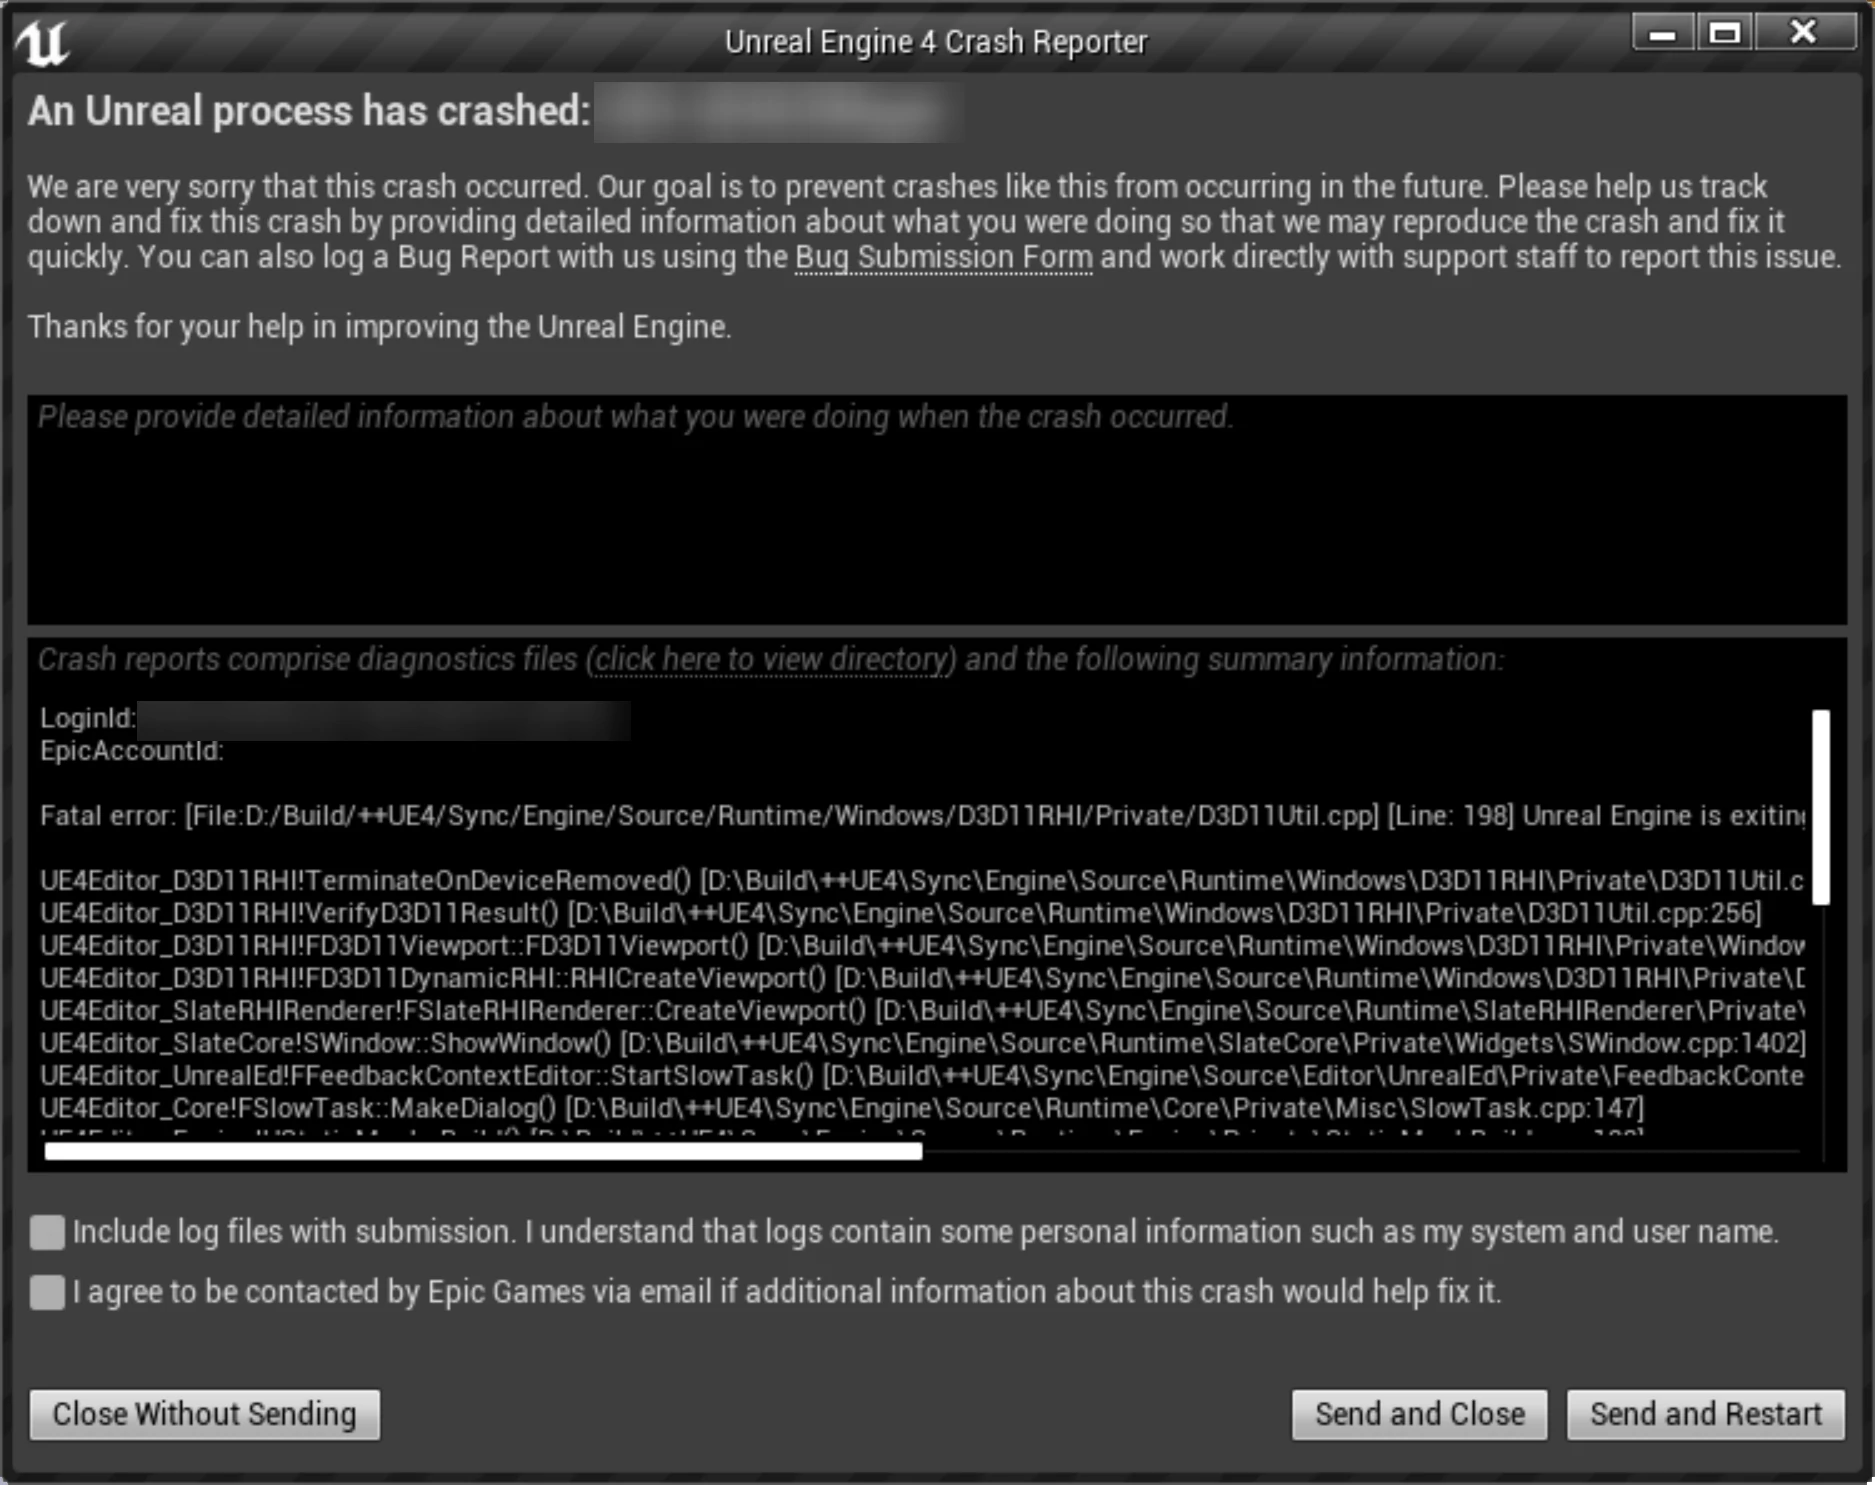 Unreal Engine 4 Crash Reporter
An Unreal process has crashed:
We are very sorry that this crash occurred. Our goal is to prevent crashes like this from occurring in the future. Please help us track
down and fix this crash by providing detailed information about what you were doing so that we may reproduce the crash and fix it
quickly. You can also log a Bug Report with us using the Bug Submission Form and work directly with support staff to report this issue.
Thanks for your help in improving the Unreal Engine.
Please provide detailed information about what you were doing when the crash occurred.
Crash reports comprise diagnostics files (click here to view directory) and the following summary information:
LoginId:
EpicAccountId:
Fatal error: [File:D:/Build/++UE4/Sync/Engine/Source/Runtime/Windows/D3D11RHI/Private/D3D11Util.cpp] [Line: 198] Unreal Engine is exiting
UE4Editor_D3D11RHI!TerminateOnDeviceRemoved() [D:\Build\++UE4\Sync\Engine\Source\Runtime\Windows\D3D11RHI\Private\D3D11Util.c
UE4Editor_D3D11RHI!VerifyD3D11Result() [D:\Build\++UE4\Sync\Engine\Source\Runtime\Windows\D3D11RHI\Private\D3D11Util.cpp:256]
UE4Editor_D3D11RHI!FD3D11Viewport::FD3D11Viewport() [D:\Build\++UE4\Sync\Engine\Source\Runtime\Windows\D3D11RHI\Private\Window
UE4Editor_D3D11RHI!FD3D11DynamicRHI::RHICreateViewport() [D:\Build\++UE4\Sync\Engine\Source\Runtime\Windows\D3D11RHI\Private\D
UE4Editor_SlateRHIRenderer!FSlateRHIRenderer::CreateViewport() [D:\Build\++UE4\Sync\Engine\Source\Runtime\SlateRHIRenderer\Private\
UE4Editor_SlateCore!SWindow::ShowWindow() [D:\Build\++UE4\Sync\Engine\Source\Runtime\SlateCore\Private\Widgets\SWindow.cpp:1402]
UE4Editor_UnrealEd!FFeedbackContextEditor::StartSlowTask() [D:\Build\++UE4\Sync\Engine\Source\Editor\UnrealEd\Private\FeedbackConte
UE4Editor_Core!FSlowTask::MakeDialog() [D:\Build\++UE4\Sync\Engine\Source\Runtime\Core\Private\Misc\SlowTask.cpp:147]
Include log files with submission. I understand that logs contain some personal information such as my system and user name.
I agree to be contacted by Epic Games via email if additional information about this crash would help fix it.
Close Without Sending
Send and Close
Send and Restart